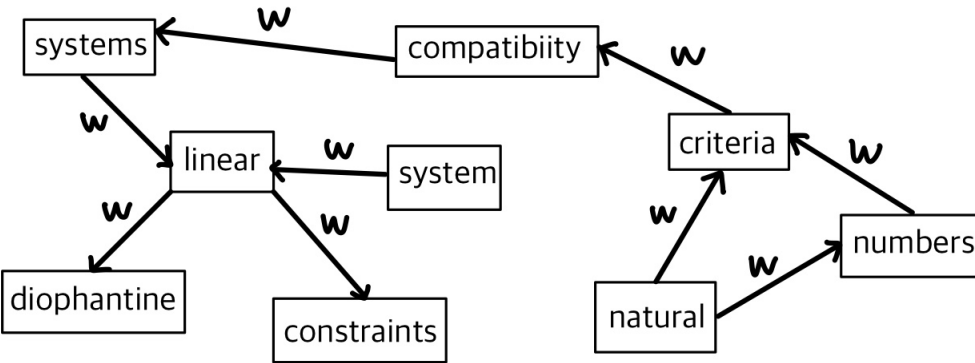 systems
W
compatibiity
W
W
linear
W
system
criteria
W
W
W
W
numbers
W
diophantine
constraints
natural